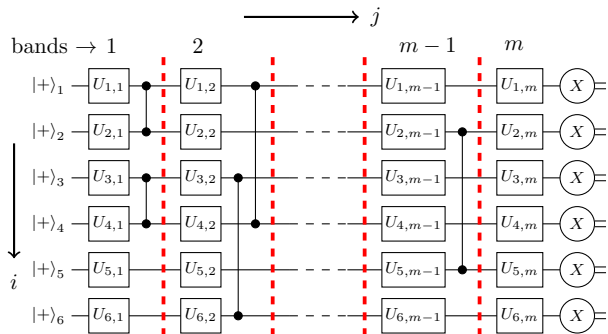 j
bands → 1 2 m − 1 m
|+⟩₁ U₁,₁ U₁,₂ U₁,ₘ₋₁ U₁,ₘ X
|+⟩₂ U₂,₁ U₂,₂ U₂,ₘ₋₁ U₂,ₘ X
|+⟩₃ U₃,₁ U₃,₂ U₃,ₘ₋₁ U₃,ₘ X
|+⟩₄ U₄,₁ U₄,₂ U₄,ₘ₋₁ U₄,ₘ X
|+⟩₅ U₅,₁ U₅,₂ U₅,ₘ₋₁ U₅,ₘ X
i
|+⟩₆ U₆,₁ U₆,₂ U₆,ₘ₋₁ U₆,ₘ X